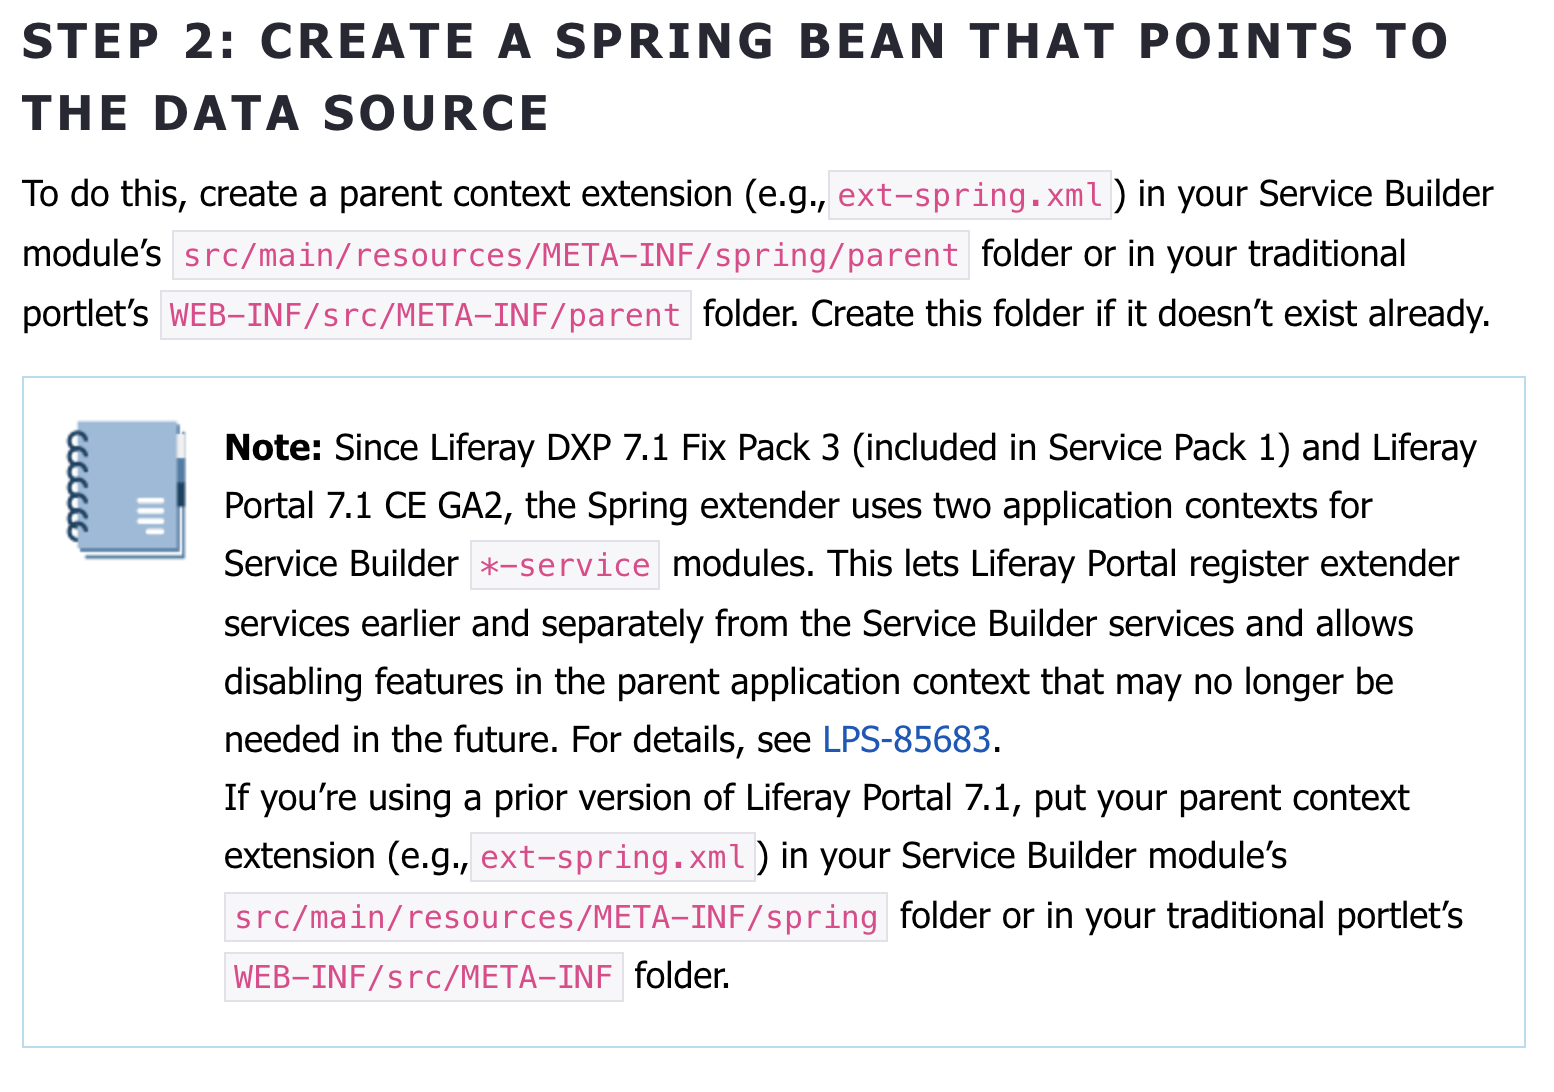 STEP 2: CREATE A SPRING BEAN THAT POINTS TO
THE DATA SOURCE
To do this, create a parent context extension (e.g., ext-spring.xml) in your Service Builder
module’s src/main/resources/META-INF/spring/parent folder or in your traditional
portlet’s WEB-INF/src/META-INF/parent folder. Create this folder if it doesn’t exist already.
Note: Since Liferay DXP 7.1 Fix Pack 3 (included in Service Pack 1) and Liferay
Portal 7.1 CE GA2, the Spring extender uses two application contexts for
Service Builder *-service modules. This lets Liferay Portal register extender
services earlier and separately from the Service Builder services and allows
disabling features in the parent application context that may no longer be
needed in the future. For details, see LPS-85683.
If you’re using a prior version of Liferay Portal 7.1, put your parent context
extension (e.g., ext-spring.xml) in your Service Builder module’s
src/main/resources/META-INF/spring folder or in your traditional portlet’s
WEB-INF/src/META-INF folder.